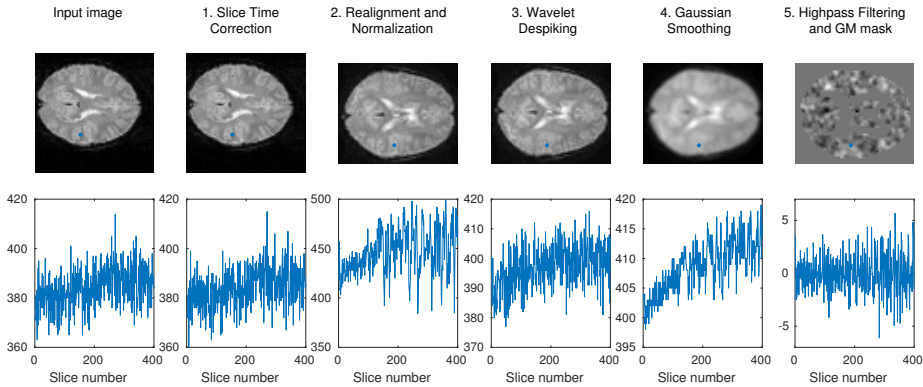 Input image
1. Slice Time
Correction
2. Realignment and
Normalization
3. Wavelet
Despiking
4. Gaussian
Smoothing
5. Highpass Filtering
and GM mask
420
400
380
360
0
200
400
Slice number
420
400
380
360
0
200
400
Slice number
500
450
400
350
0
200
400
Slice number
420
410
400
390
380
370
0
200
400
Slice number
420
415
410
405
400
395
0
200
400
Slice number
5
0
-5
0
200
400
Slice number